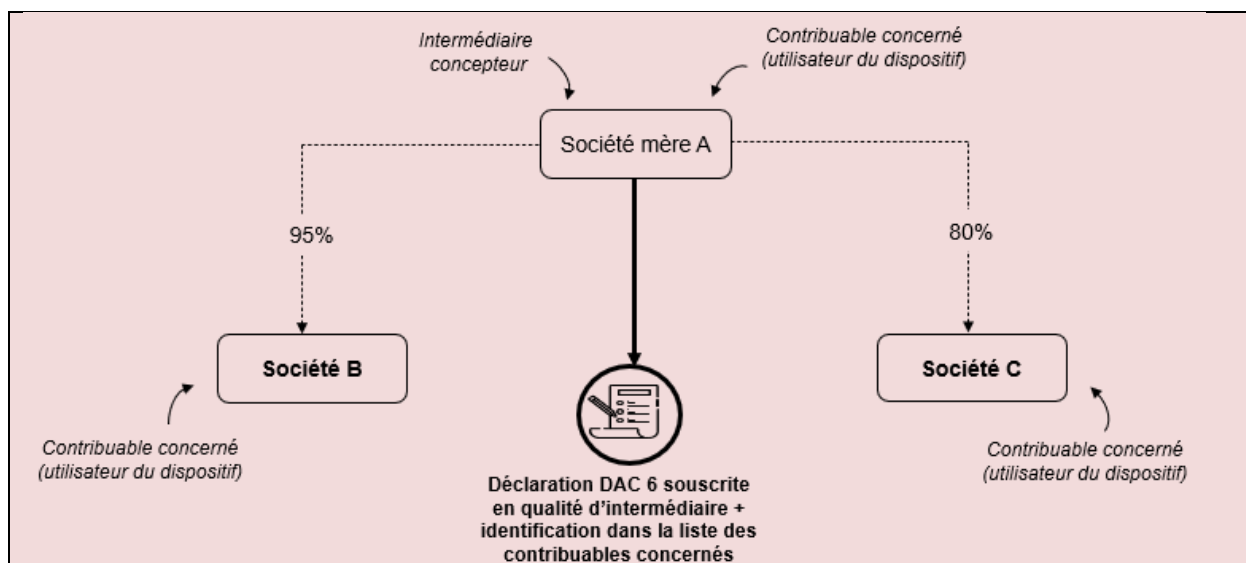 Intermédiaire
concepteur
Contribuable concerné
(utilisateur du dispositif)
Société mère A
95%
80%
Société B
Société C
Contribuable concerné
(utilisateur du dispositif)
Contribuable concerné
(utilisateur du dispositif)
Déclaration DAC 6 souscrite
en qualité d’intermédiaire +
identification dans la liste des
contribuables concernés